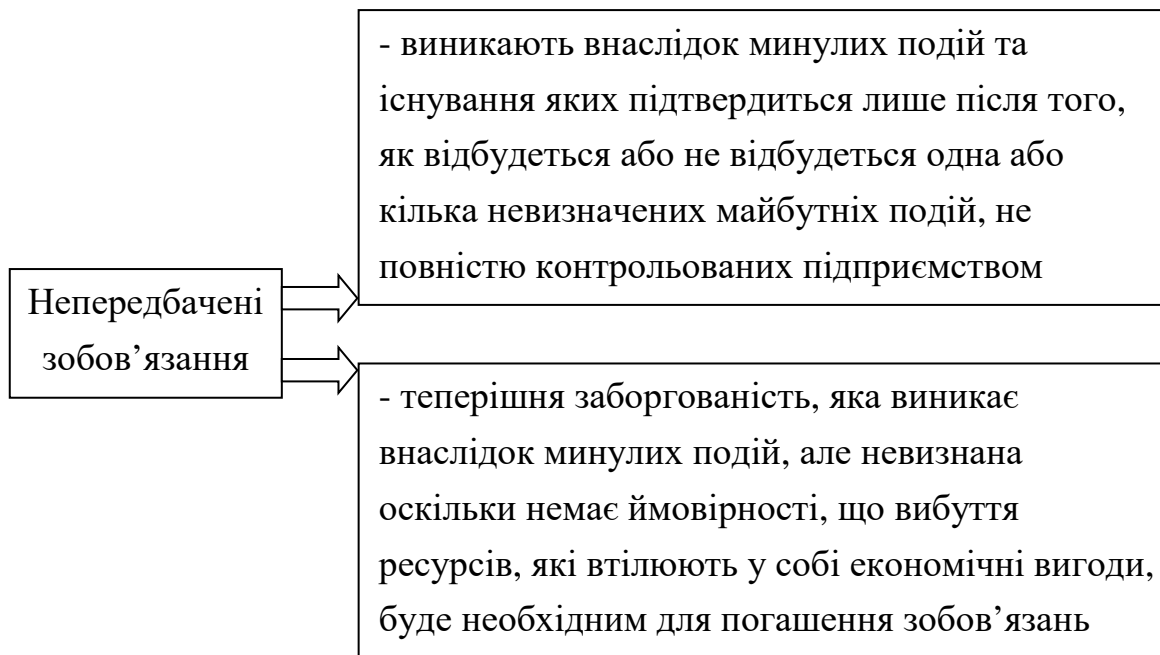 - виникають внаслідок минулих подій та
існування яких підтвердиться лише після того,
як відбудеться або не відбудеться одна або
кілька невизначених майбутніх подій, не
повністю контрольованих підприємством
Непередбачені
зобов’язання
- теперішня заборгованість, яка виникає
внаслідок минулих подій, але невизнана
оскільки немає ймовірності, що вибуття
ресурсів, які втілюють у собі економічні вигоди,
буде необхідним для погашення зобов’язань